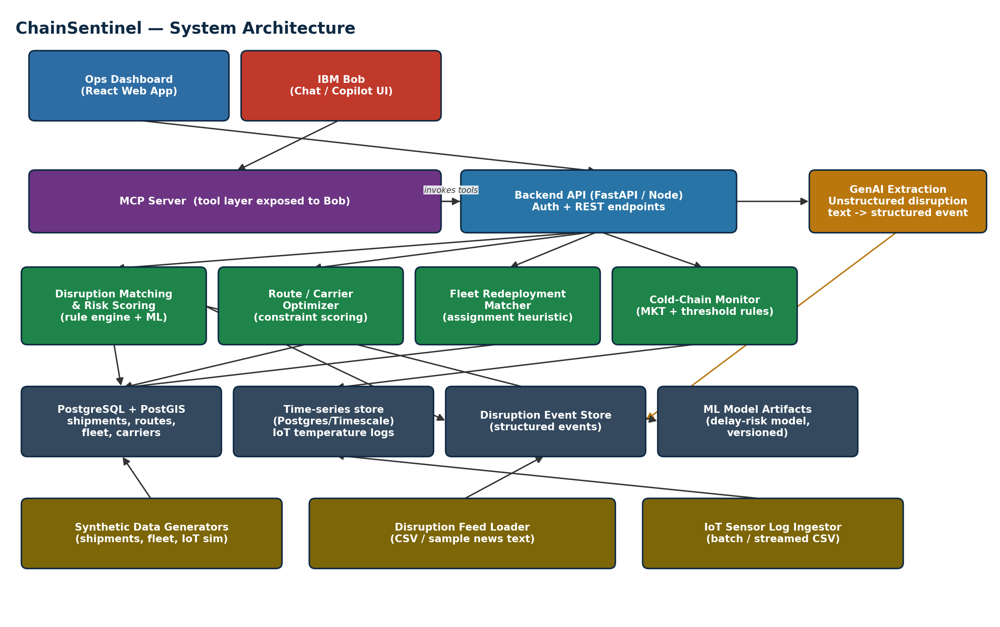 ChainSentinel — System Architecture
Ops Dashboard
(React Web App)
IBM Bob
(Chat / Copilot UI)
MCP Server  (tool layer exposed to Bob)
invokes tools
Backend API (FastAPI / Node)
Auth + REST endpoints
GenAI Extraction
Unstructured disruption
text -> structured event
Disruption Matching
& Risk Scoring
(rule engine + ML)
Route / Carrier
Optimizer
(constraint scoring)
Fleet Redeployment
Matcher
(assignment heuristic)
Cold-Chain Monitor
(MKT + threshold rules)
PostgreSQL + PostGIS
shipments, routes,
fleet, carriers
Time-series store
(Postgres/Timescale)
IoT temperature logs
Disruption Event Store
(structured events)
ML Model Artifacts
(delay-risk model,
versioned)
Synthetic Data Generators
(shipments, fleet, IoT sim)
Disruption Feed Loader
(CSV / sample news text)
IoT Sensor Log Ingestor
(batch / streamed CSV)